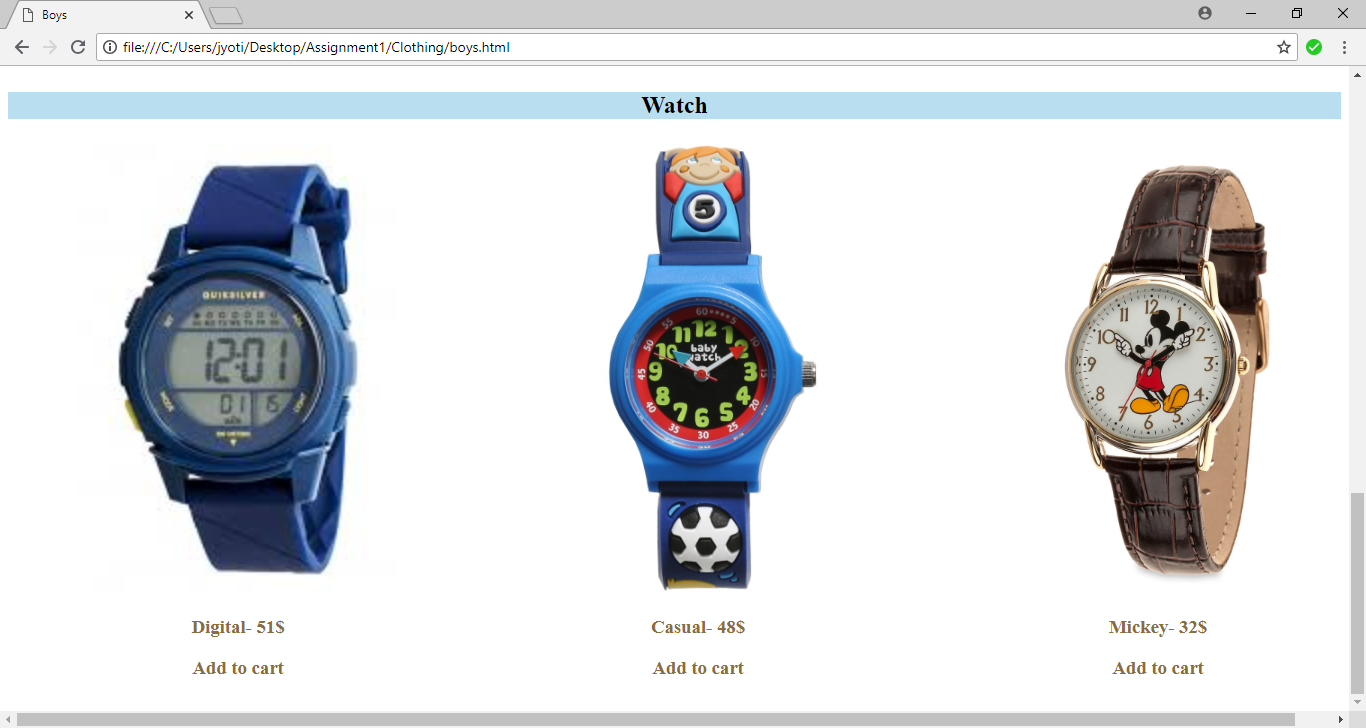 Boys
file:///C:/Users/jyoti/Desktop/Assignment1/Clothing/boys.html
Watch
QUIKSILVER
12:01
01 16
MODE
LIGHT
5
60 5
55 10
50 15
45 20
40 25
35 30
12
11
10 2
9
8 4
7 5
6
baby
watch
12
11 1
10 2
9 3
8 4
7 5
6
Digital- 51$
Casual- 48$
Mickey- 32$
Add to cart
Add to cart
Add to cart